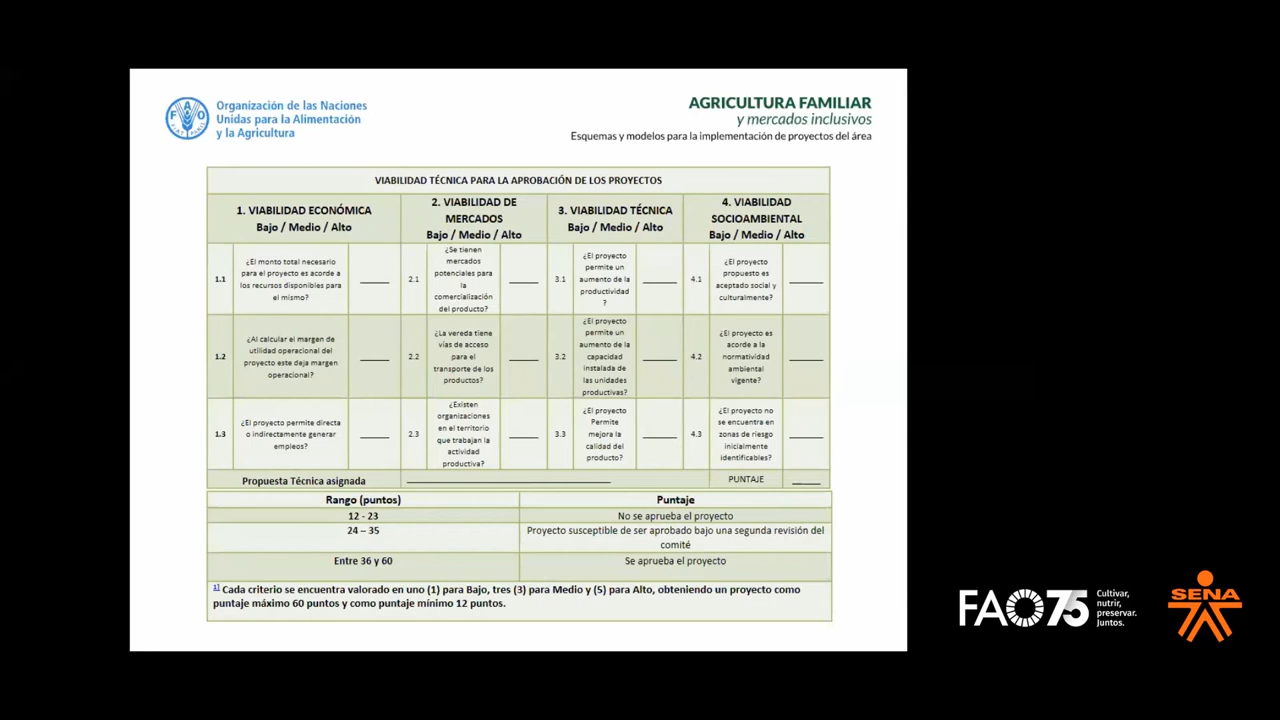 FAO
FIAT PANIS
Organización de las Naciones
Unidas para la Alimentación
y la Agricultura
AGRICULTURA FAMILIAR
y mercados inclusivos
Esquemas y modelos para la implementación de proyectos del área
VIABILIDAD TÉCNICA PARA LA APROBACIÓN DE LOS PROYECTOS
1. VIABILIDAD ECONÓMICA
Bajo / Medio / Alto
2. VIABILIDAD DE
MERCADOS
Bajo / Medio / Alto
3. VIABILIDAD TÉCNICA
Bajo / Medio / Alto
4. VIABILIDAD
SOCIOAMBIENTAL
Bajo / Medio / Alto
1.1
¿El monto total necesario
para el proyecto es acorde a
los recursos disponibles para
el mismo?
2.1
¿Se tienen
mercados
potenciales para
la
comercialización
del producto?
3.1
¿El proyecto
permite un
aumento de la
productividad
?
4.1
¿El proyecto
propuesto es
aceptado social y
culturalmente?
1.2
¿Al calcular el margen de
utilidad operacional del
proyecto este deja margen
operacional?
2.2
¿La vereda tiene
vías de acceso
para el
transporte de los
productos?
3.2
¿El proyecto
permite un
aumento de la
capacidad
instalada de
las unidades
productivas?
4.2
¿El proyecto es
acorde a la
normatividad
ambiental
vigente?
1.3
¿El proyecto permite directa
o indirectamente generar
empleos?
2.3
¿Existen
organizaciones
en el territorio
que trabajan la
actividad
productiva?
3.3
¿El proyecto
Permite
mejora la
calidad del
producto?
4.3
¿El proyecto no
se encuentra en
zonas de riesgo
inicialmente
identificables?
Propuesta Técnica asignada
PUNTAJE
Rango (puntos)
Puntaje
12 - 23
No se aprueba el proyecto
24 – 35
Proyecto susceptible de ser aprobado bajo una segunda revisión del
comité
Entre 36 y 60
Se aprueba el proyecto
1] Cada criterio se encuentra valorado en uno (1) para Bajo, tres (3) para Medio y (5) para Alto, obteniendo un proyecto como
puntaje máximo 60 puntos y como puntaje mínimo 12 puntos.
FAO75
Cultivar,
nutrir,
preservar.
Juntos.
SENA